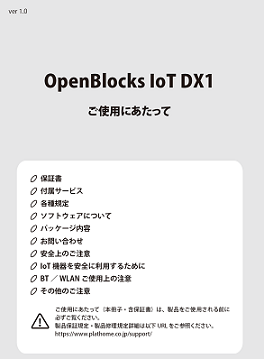 ver 1.0
OpenBlocks IoT DX1
ご使用にあたって
保証書
付属サービス
各種規定
ソフトウェアについて
パッケージ内容
お問い合わせ
安全上のご注意
IoT 機器を安全に利用するために
BT ／ WLAN ご使用上の注意
その他のご注意
ご使用にあたって（本冊子・含保証書）は、製品をご使用される前に
必ずご覧ください。
製品保証規定・製品修理規定詳細は以下 URL をご参照ください。
https://www.plathome.co.jp/support/